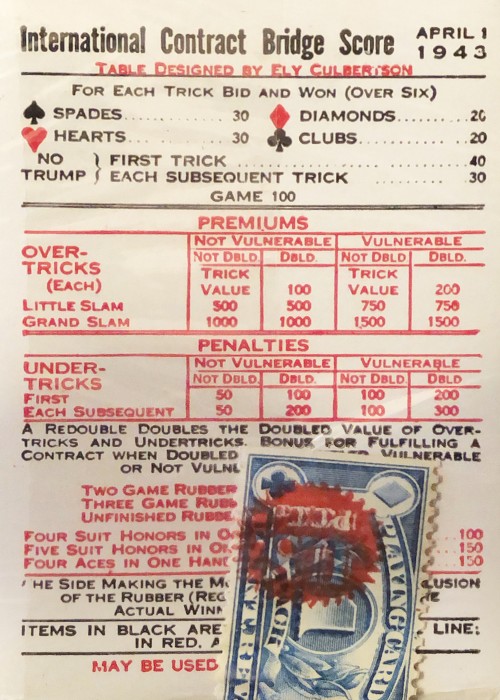 International Contract Bridge Score APRIL 1
1943
TABLE DESIGNED BY ELY CULBERTSON
FOR EACH TRICK BID AND WON (OVER SIX)
SPADES 30 DIAMONDS 20
HEARTS 30 CLUBS 20
NO TRUMP } FIRST TRICK 40
EACH SUBSEQUENT TRICK 30
GAME 100
PREMIUMS
NOT VULNERABLE VULNERABLE
OVER-TRICKS (EACH) NOT DBLD. DBLD. NOT DBLD. DBLD.
TRICK VALUE 100 TRICK VALUE 200
LITTLE SLAM 500 500 750 750
GRAND SLAM 1000 1000 1500 1500
PENALTIES
NOT VULNERABLE VULNERABLE
UNDER-TRICKS NOT DBLD. DBLD. NOT DBLD. DBLD.
FIRST 50 100 100 200
EACH SUBSEQUENT 50 200 100 300
A REDOUBLE DOUBLES THE DOUBLED VALUE OF OVER-
TRICKS AND UNDERTRICKS. BONUS FOR FULFILLING A
CONTRACT WHEN DOUBLED VULNERABLE
OR NOT
TWO GAME RUBBER
THREE GAME
UNFINISHED
FOUR SUIT HONORS IN 100
FIVE SUIT HONORS IN 150
FOUR ACES IN ONE 150
HE SIDE MAKING THE
OF THE RUBBER
ACTUAL
ITEMS IN BLACK ARE LINE;
IN RED, A
MAY BE USED
PLAYING CARDS